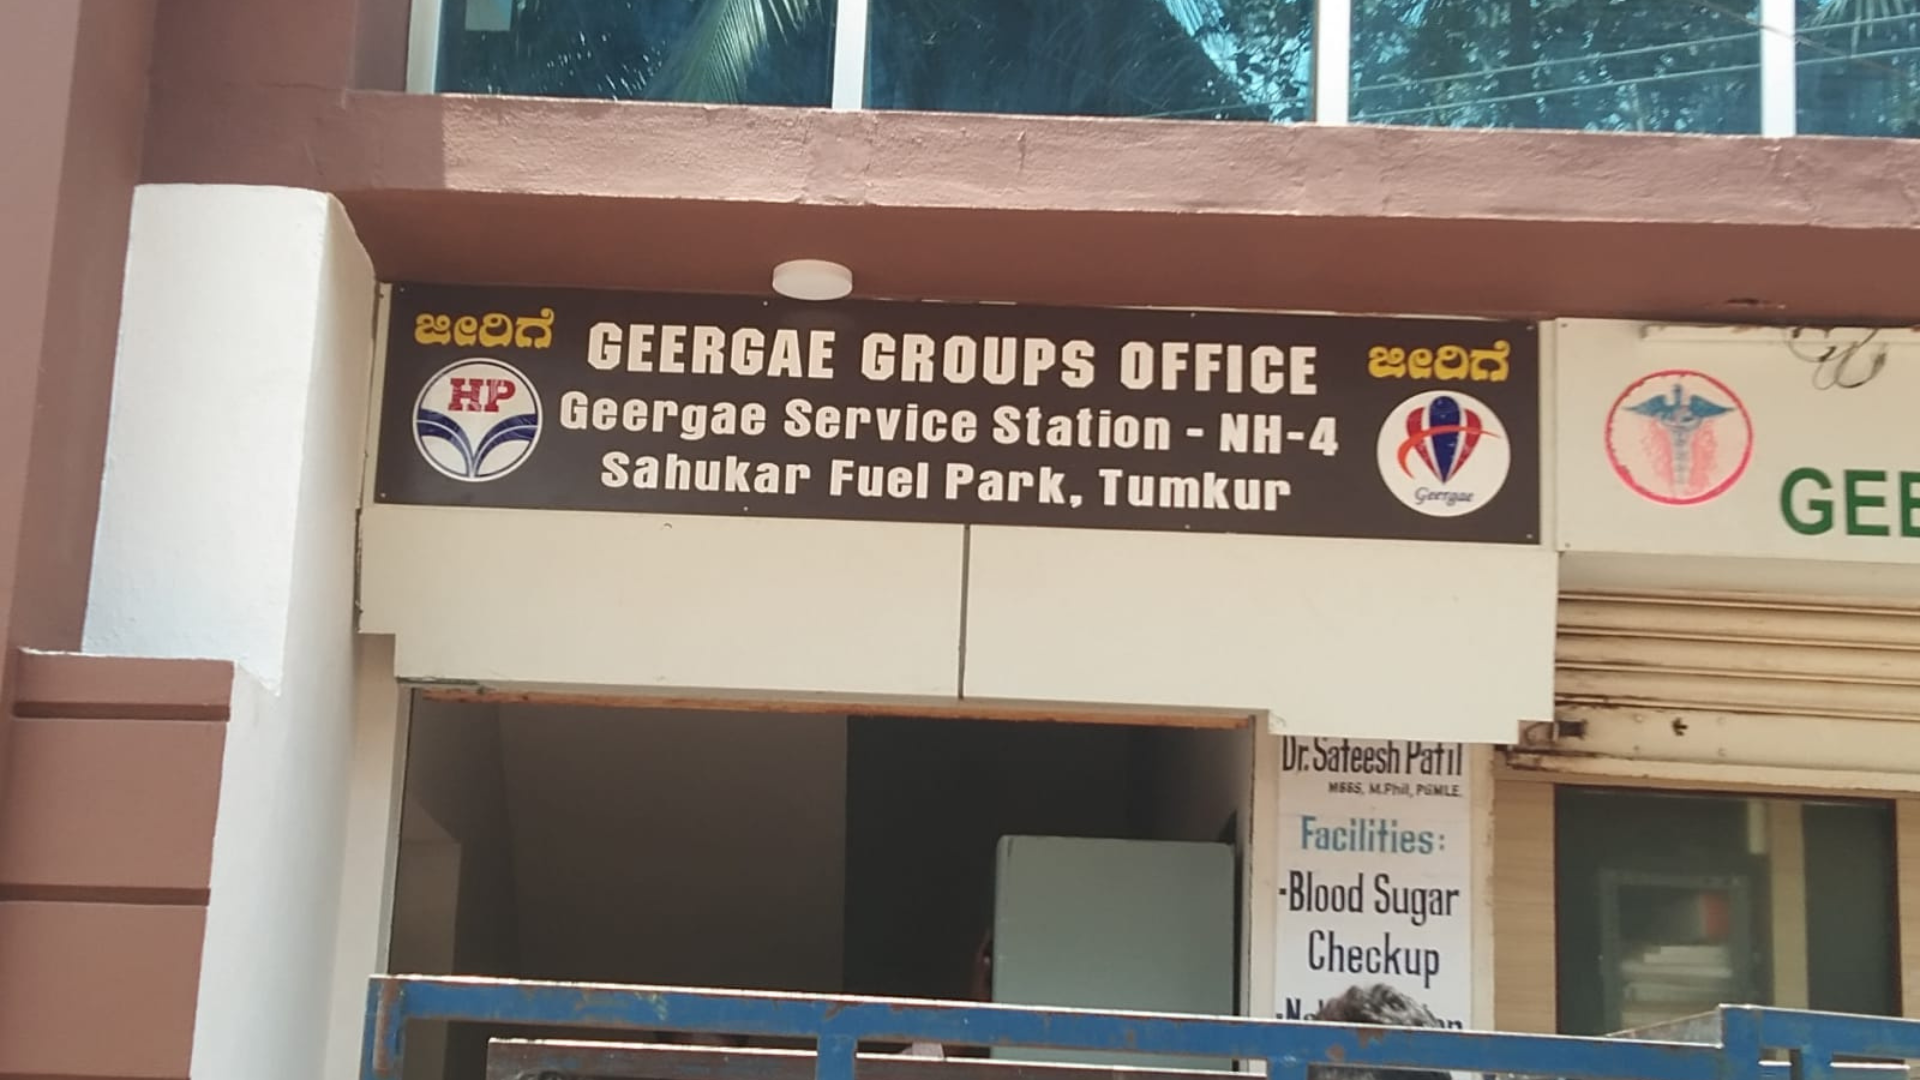 ಜೀರಿಗೆ
GEERGAE GROUPS OFFICE
ಜೀರಿಗೆ
HP
Geergae Service Station - NH-4
Sahukar Fuel Park, Tumkur
Geergae
GEE
Dr. Sateesh Patil
MBBS, M.Phil, PGMLE.
Facilities:
-Blood Sugar
Checkup